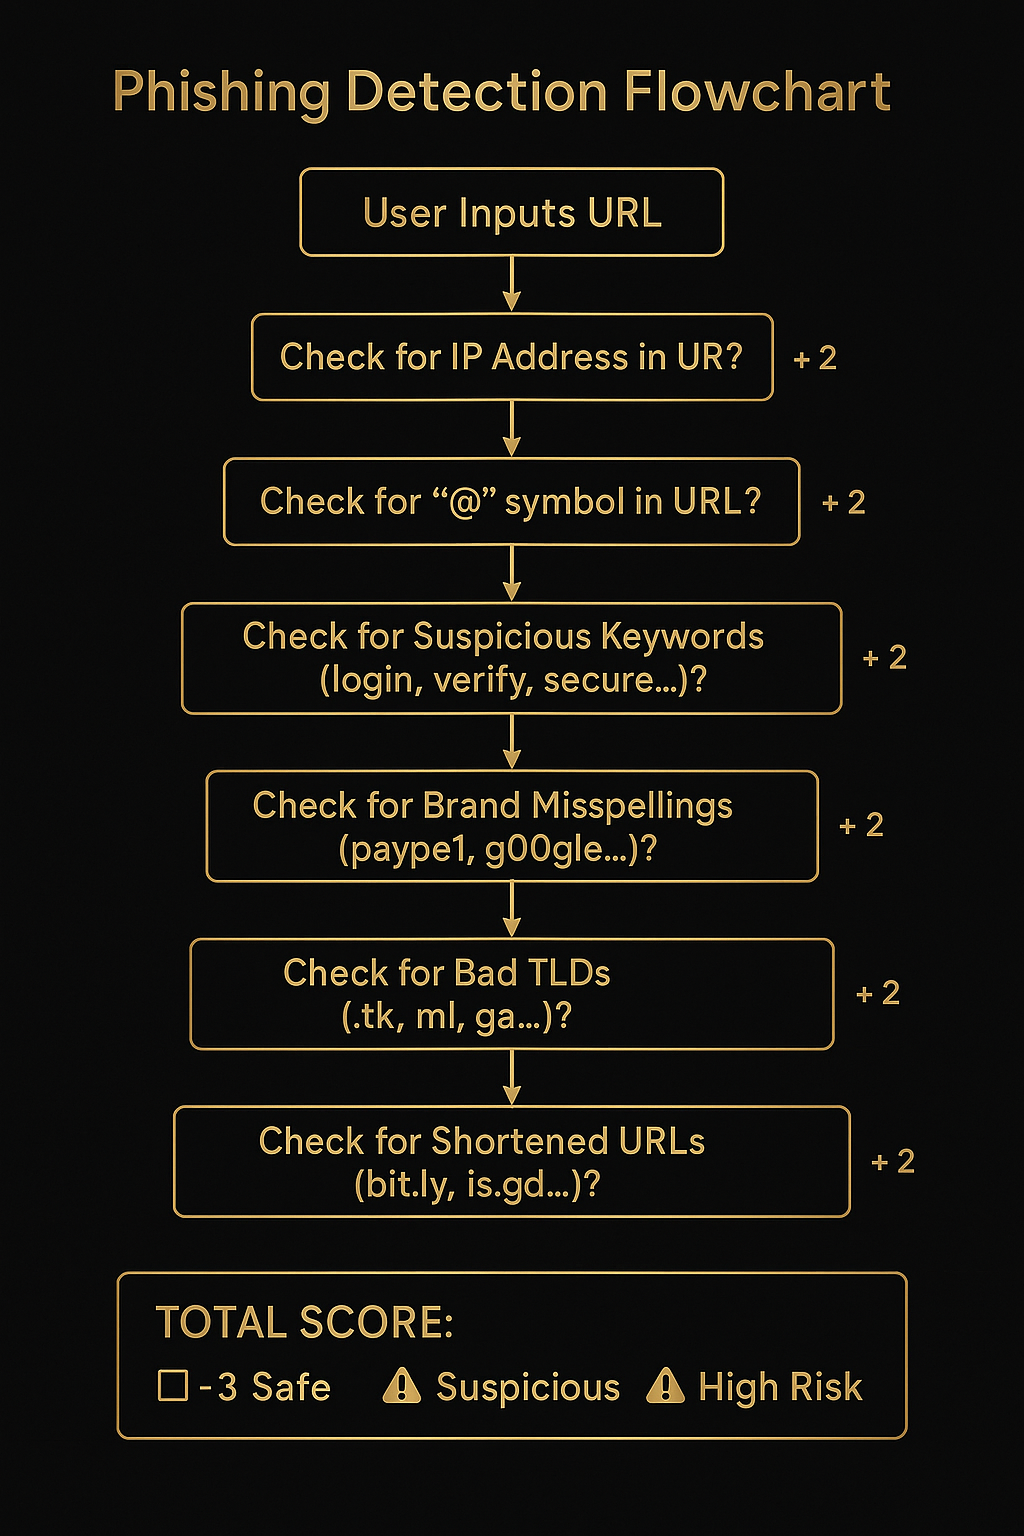 Phishing Detection Flowchart
User Inputs URL
Check for IP Address in UR?
+ 2
Check for “@” symbol in URL?
+ 2
Check for Suspicious Keywords
(login, verify, secure...)?
+ 2
Check for Brand Misspellings
(paype1, g00gle...)?
+ 2
Check for Bad TLDs
(.tk, ml, ga...)?
+ 2
Check for Shortened URLs
(bit.ly, is.gd...)?
+ 2
TOTAL SCORE:
-3 Safe
Suspicious
High Risk